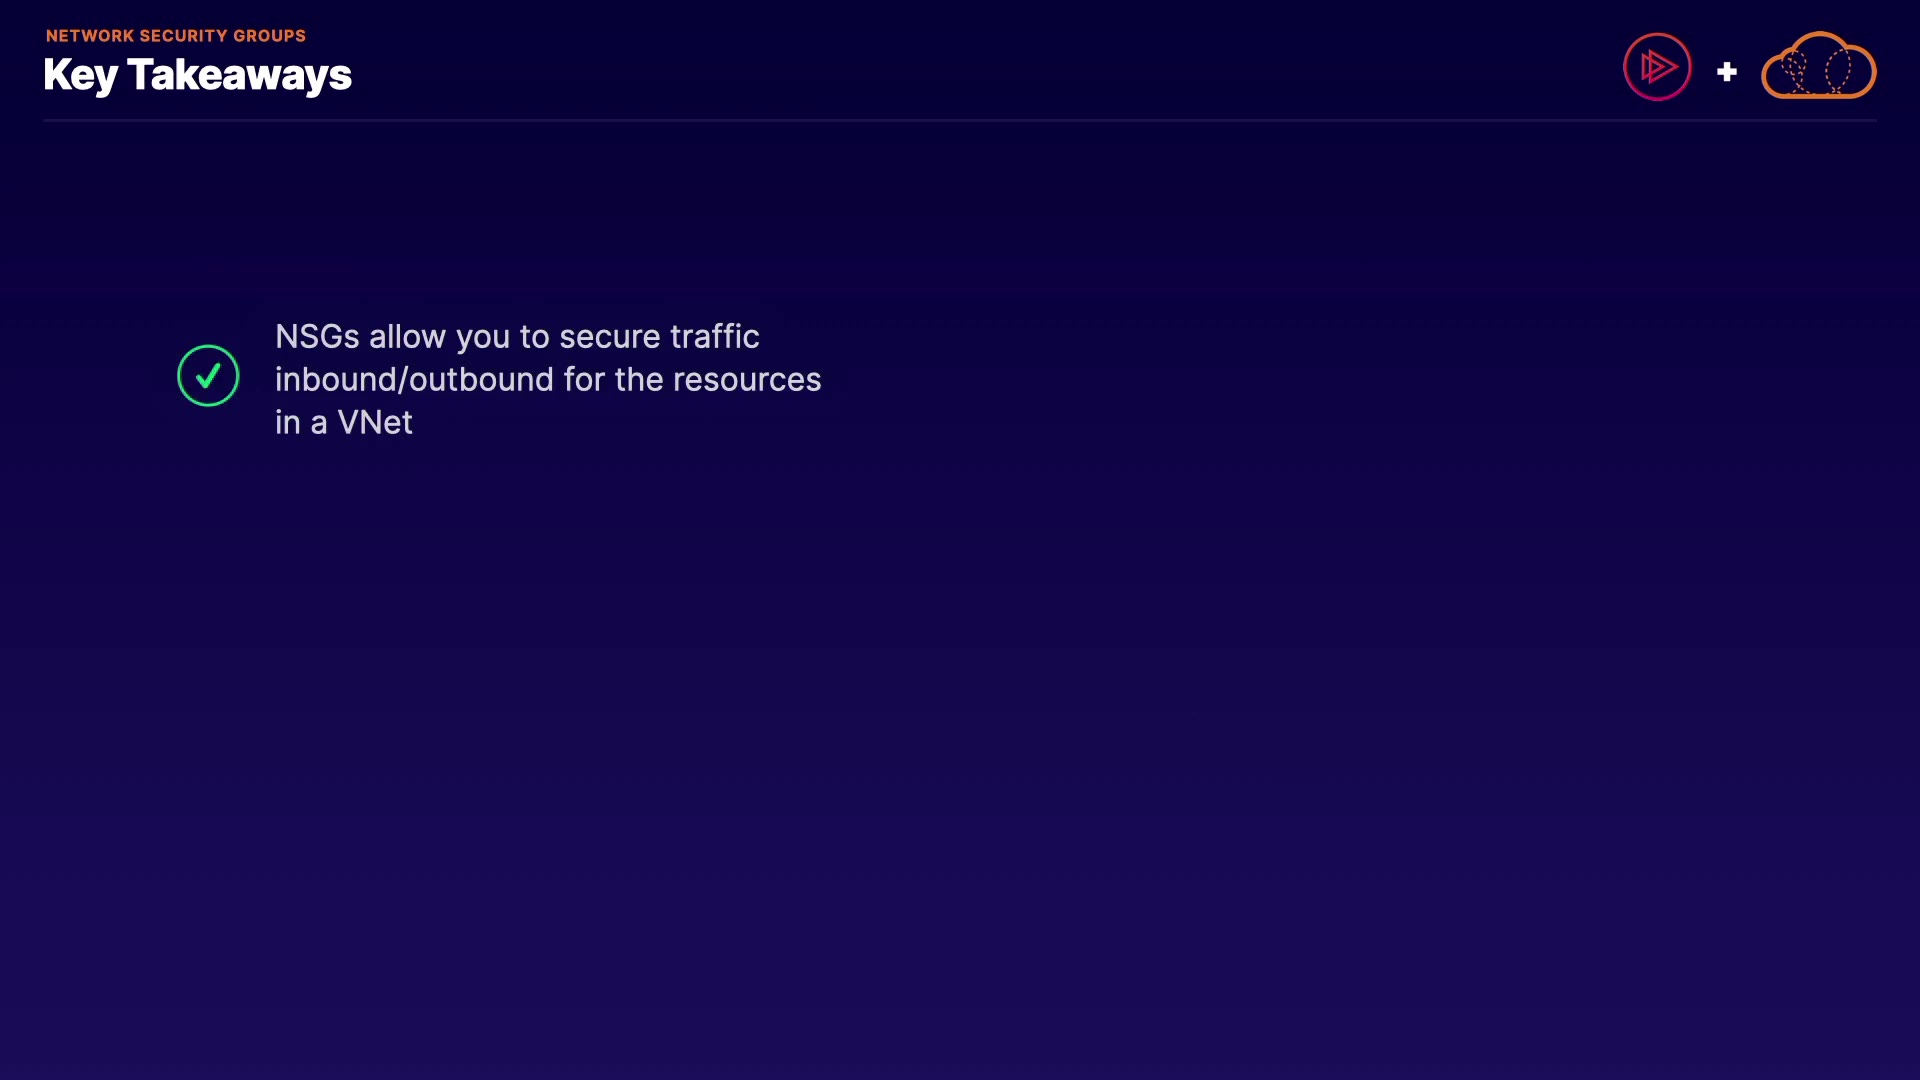 NETWORK SECURITY GROUPS
Key Takeaways
NSGs allow you to secure traffic
inbound/outbound for the resources
in a VNet